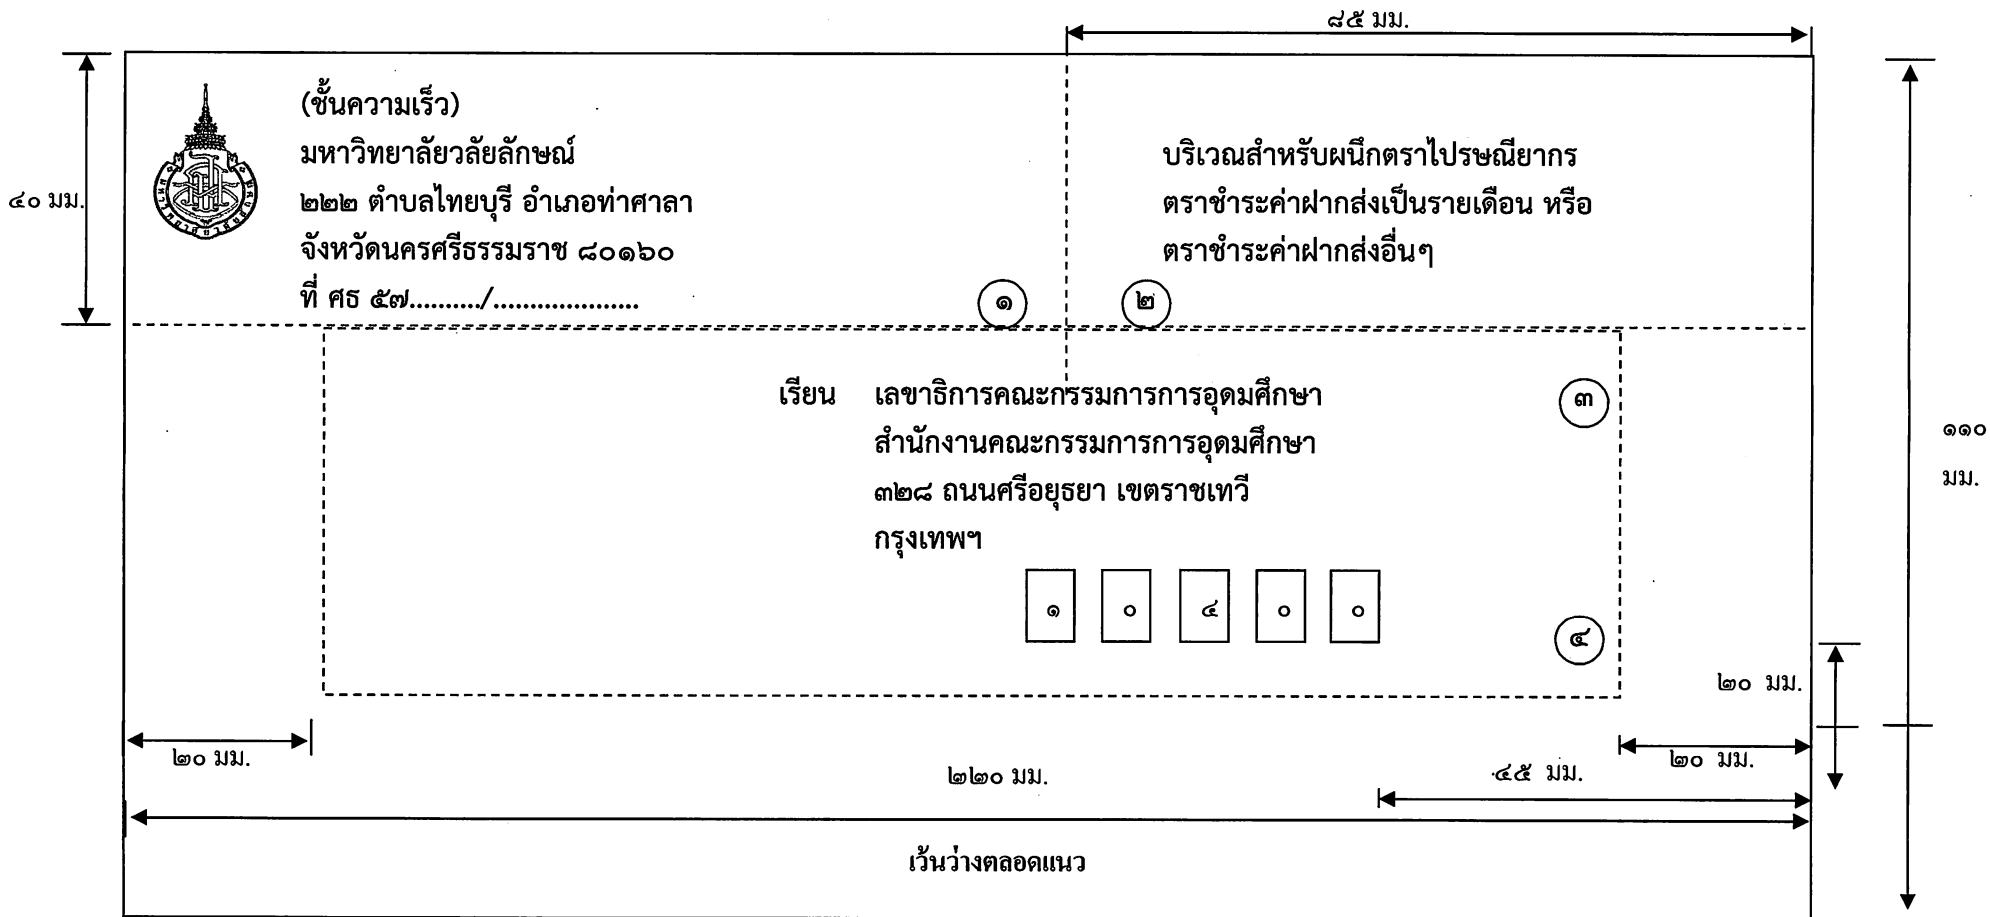 ๘๕ มม.
(ชั้นความเร็ว)
มหาวิทยาลัยวลัยลักษณ์
๒๒๒ ตำบลไทยบุรี อำเภอท่าศาลา
จังหวัดนครศรีธรรมราช ๘๐๑๖๐
ที่ ศธ ๕๗........../....................
๔๐ มม.
บริเวณสำหรับผนึกตราไปรษณียากร
ตราชำระค่าฝากส่งเป็นรายเดือน หรือ
ตราชำระค่าฝากส่งอื่นๆ
๑
๒
เรียน เลขาธิการคณะกรรมการการอุดมศึกษา
สำนักงานคณะกรรมการการอุดมศึกษา
๓๒๘ ถนนศรีอยุธยา เขตราชเทวี
กรุงเทพฯ
๓
๑ ๐ ๔ ๐ ๐
๔
๑๑๐
มม.
๒๐ มม.
๒๐ มม.
๒๒๐ มม.
๔๕ มม.
๒๐ มม.
เว้นว่างตลอดแนว